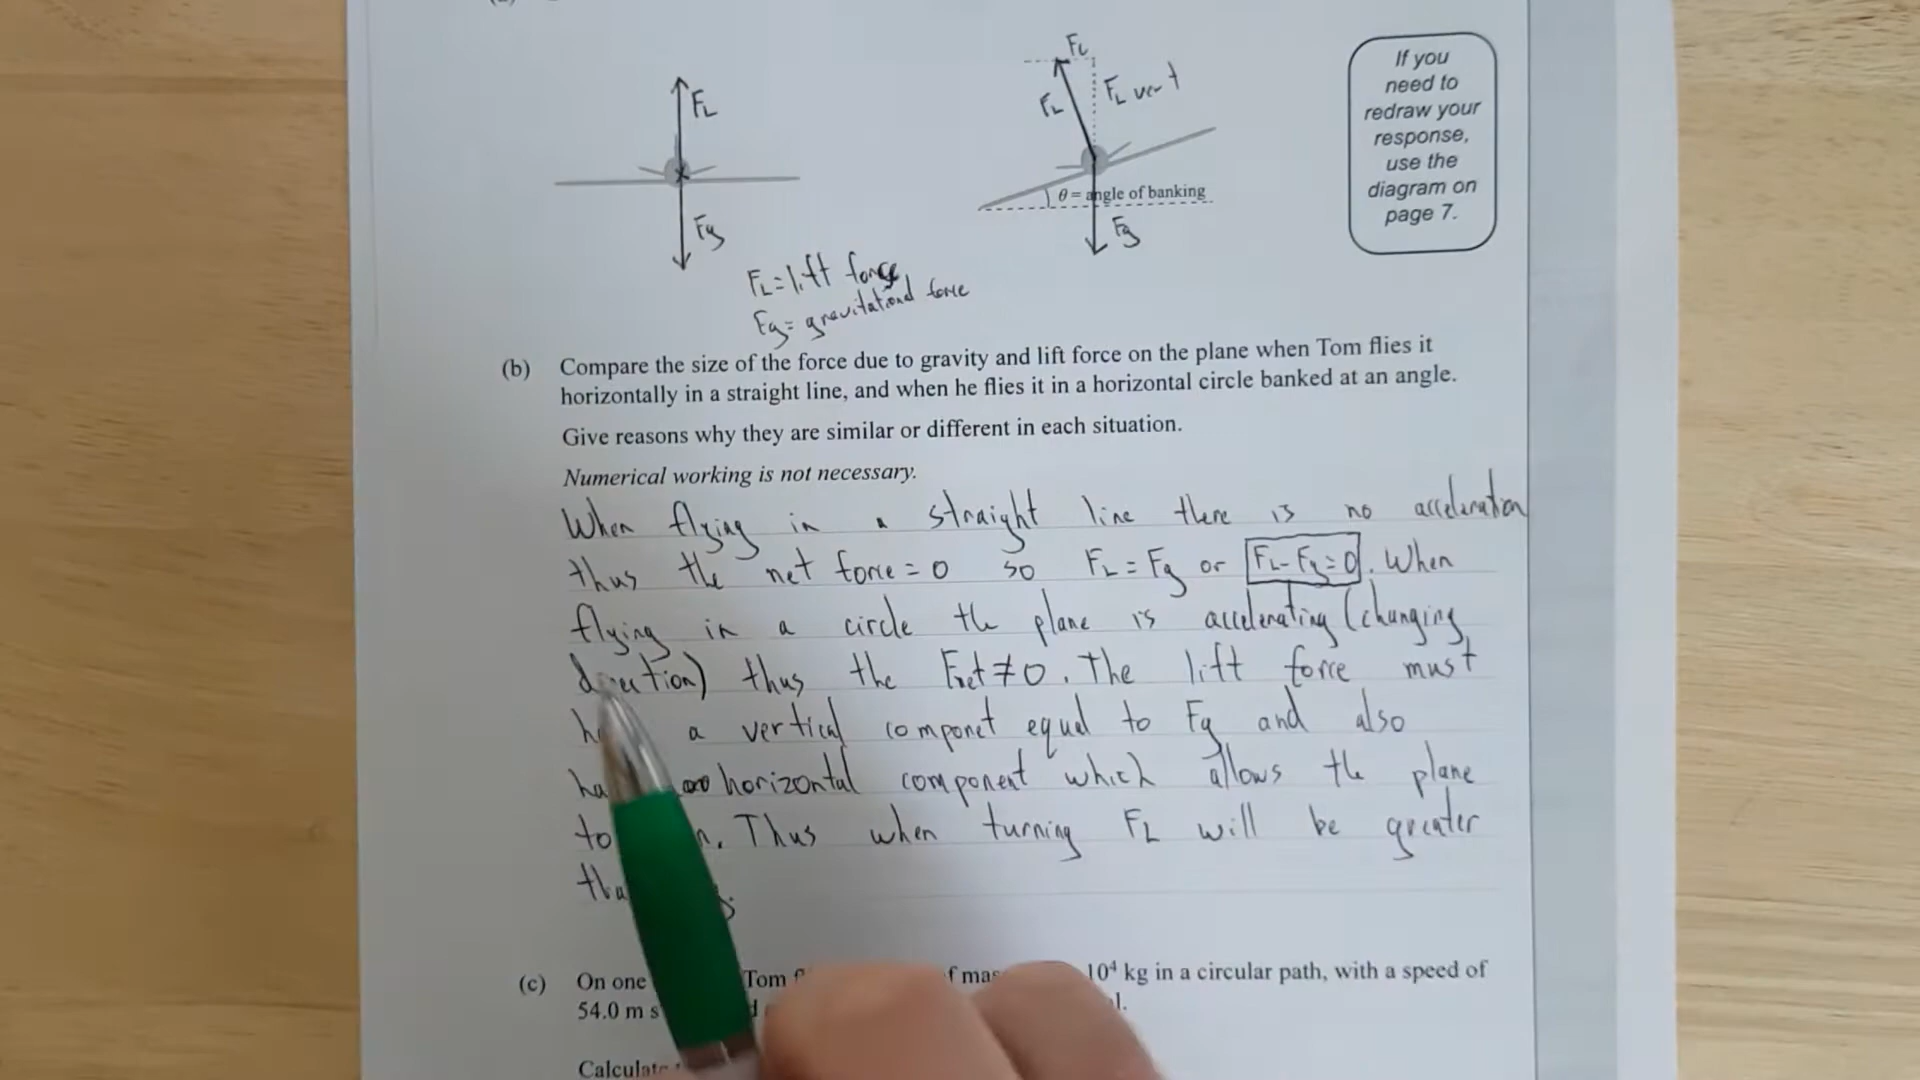 FL
Fg
FL
FL vert
θ = angle of banking
Fg
If you
need to
redraw your
response,
use the
diagram on
page 7.
FL = lift force
Fg = gravitational force
(b) Compare the size of the force due to gravity and lift force on the plane when Tom flies it
horizontally in a straight line, and when he flies it in a horizontal circle banked at an angle.
Give reasons why they are similar or different in each situation.
Numerical working is not necessary.
When flying in a straight line there is no acceleration
thus the net force = 0 so FL = Fg or FL - Fg = 0. When
flying in a circle the plane is accelerating (changing
direction) thus the Fnet ≠ 0. The lift force must
a vertical componet equal to Fg and also
horizontal component which allows the plane
to Thus when turning FL will be greater
(c) On one Tom 10⁴ kg in a circular path, with a speed of
54.0 m s
Calculate